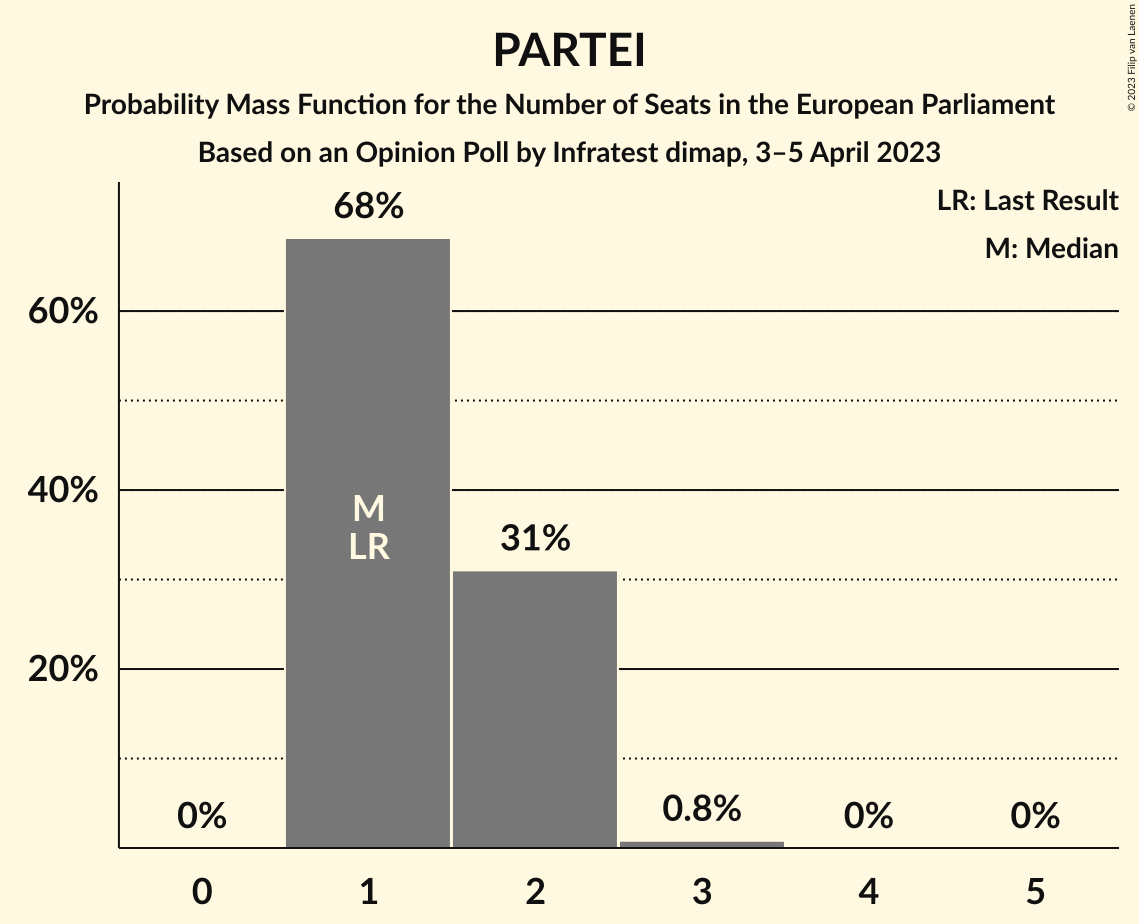 PARTEI
Probability Mass Function for the Number of Seats in the European Parliament
Based on an Opinion Poll by Infratest dimap, 3–5 April 2023
© 2023 Filip van Laenen
LR: Last Result
M: Median
68%
60%
40%
20%
M
LR
31%
0%
0.8%
0%
0%
0 1 2 3 4 5